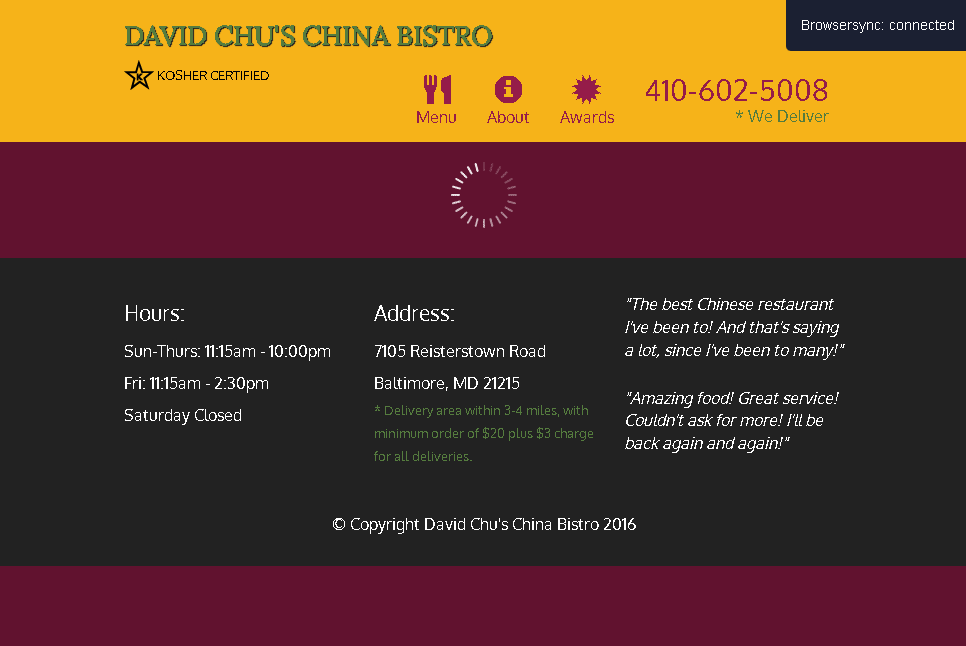 DAVID CHU'S CHINA BISTRO
Browsersync: connected
K
KOSHER CERTIFIED
Menu
About
Awards
410-602-5008
* We Deliver
Hours:
Sun-Thurs: 11:15am - 10:00pm
Fri: 11:15am - 2:30pm
Saturday Closed
Address:
7105 Reisterstown Road
Baltimore, MD 21215
* Delivery area within 3-4 miles, with
minimum order of $20 plus $3 charge
for all deliveries.
"The best Chinese restaurant
I've been to! And that's saying
a lot, since I've been to many!"
"Amazing food! Great service!
Couldn't ask for more! I'll be
back again and again!"
© Copyright David Chu's China Bistro 2016